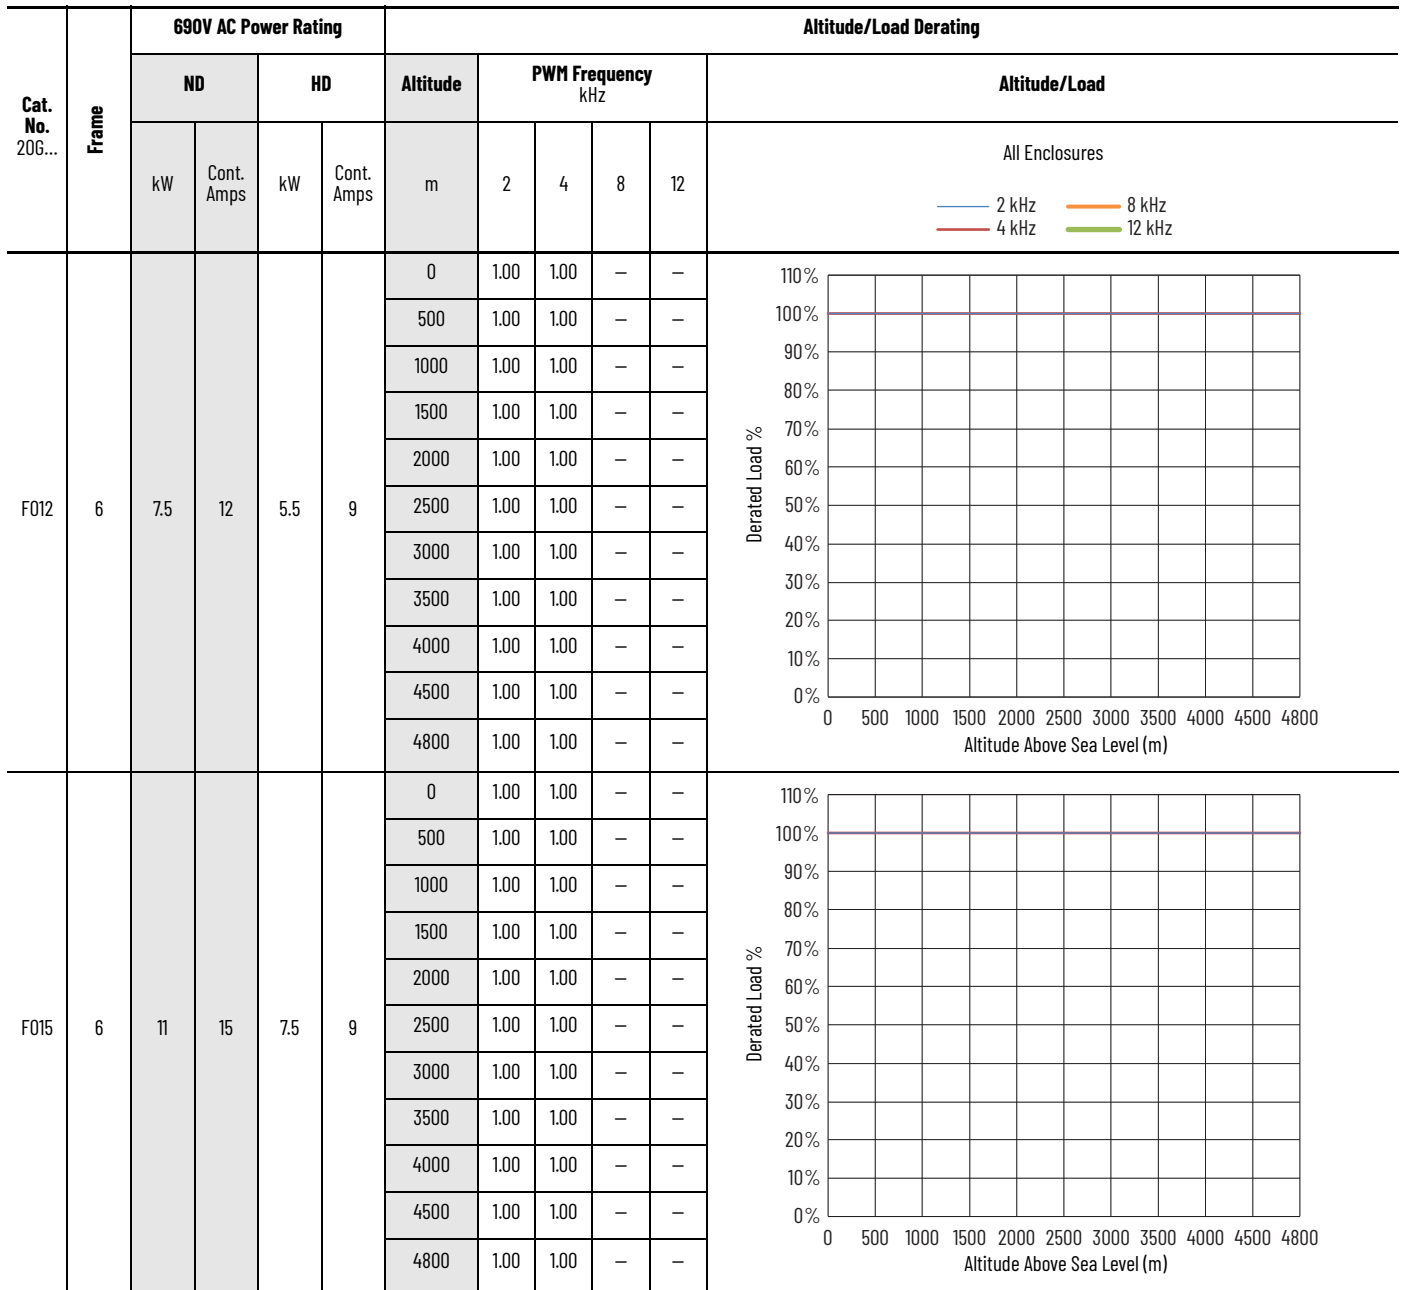 690V AC Power Rating Altitude/Load Derating
Cat. No. 20G... Frame ND HD Altitude PWM Frequency kHz Altitude/Load
kW Cont. Amps kW Cont. Amps m 2 4 8 12 All Enclosures
2 kHz 8 kHz
4 kHz 12 kHz
F012 6 7.5 12 5.5 9
0 1.00 1.00 – –
500 1.00 1.00 – –
1000 1.00 1.00 – –
1500 1.00 1.00 – –
2000 1.00 1.00 – –
2500 1.00 1.00 – –
3000 1.00 1.00 – –
3500 1.00 1.00 – –
4000 1.00 1.00 – –
4500 1.00 1.00 – –
4800 1.00 1.00 – –
Derated Load %
110%
100%
90%
80%
70%
60%
50%
40%
30%
20%
10%
0%
0 500 1000 1500 2000 2500 3000 3500 4000 4500 4800
Altitude Above Sea Level (m)
F015 6 11 15 7.5 9
0 1.00 1.00 – –
500 1.00 1.00 – –
1000 1.00 1.00 – –
1500 1.00 1.00 – –
2000 1.00 1.00 – –
2500 1.00 1.00 – –
3000 1.00 1.00 – –
3500 1.00 1.00 – –
4000 1.00 1.00 – –
4500 1.00 1.00 – –
4800 1.00 1.00 – –
Derated Load %
110%
100%
90%
80%
70%
60%
50%
40%
30%
20%
10%
0%
0 500 1000 1500 2000 2500 3000 3500 4000 4500 4800
Altitude Above Sea Level (m)